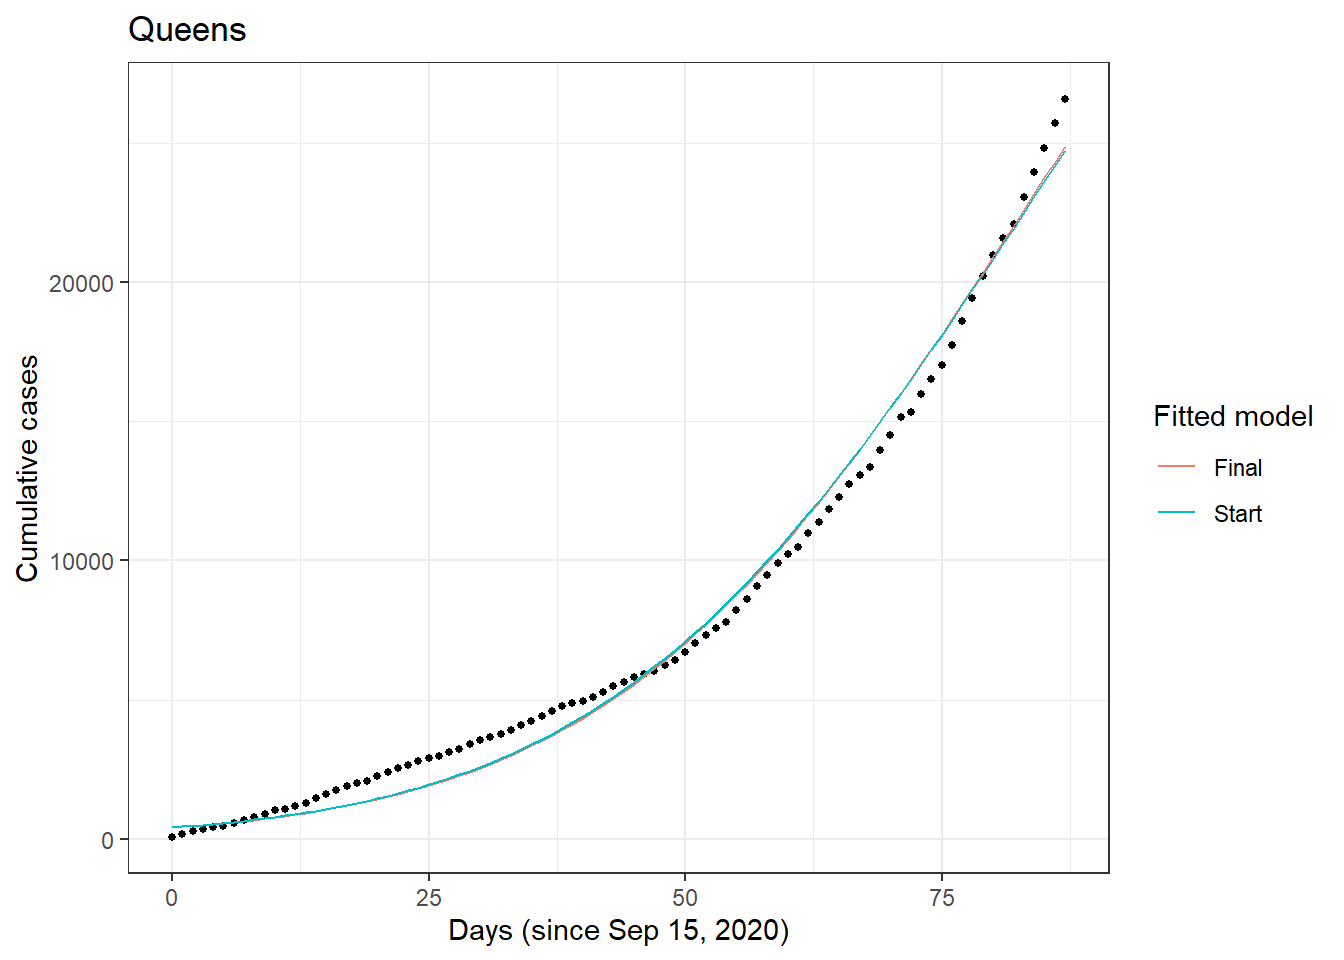 Queens
Cumulative cases
20000
10000
0
0 25 50 75
Days (since Sep 15, 2020)
Fitted model
Final
Start